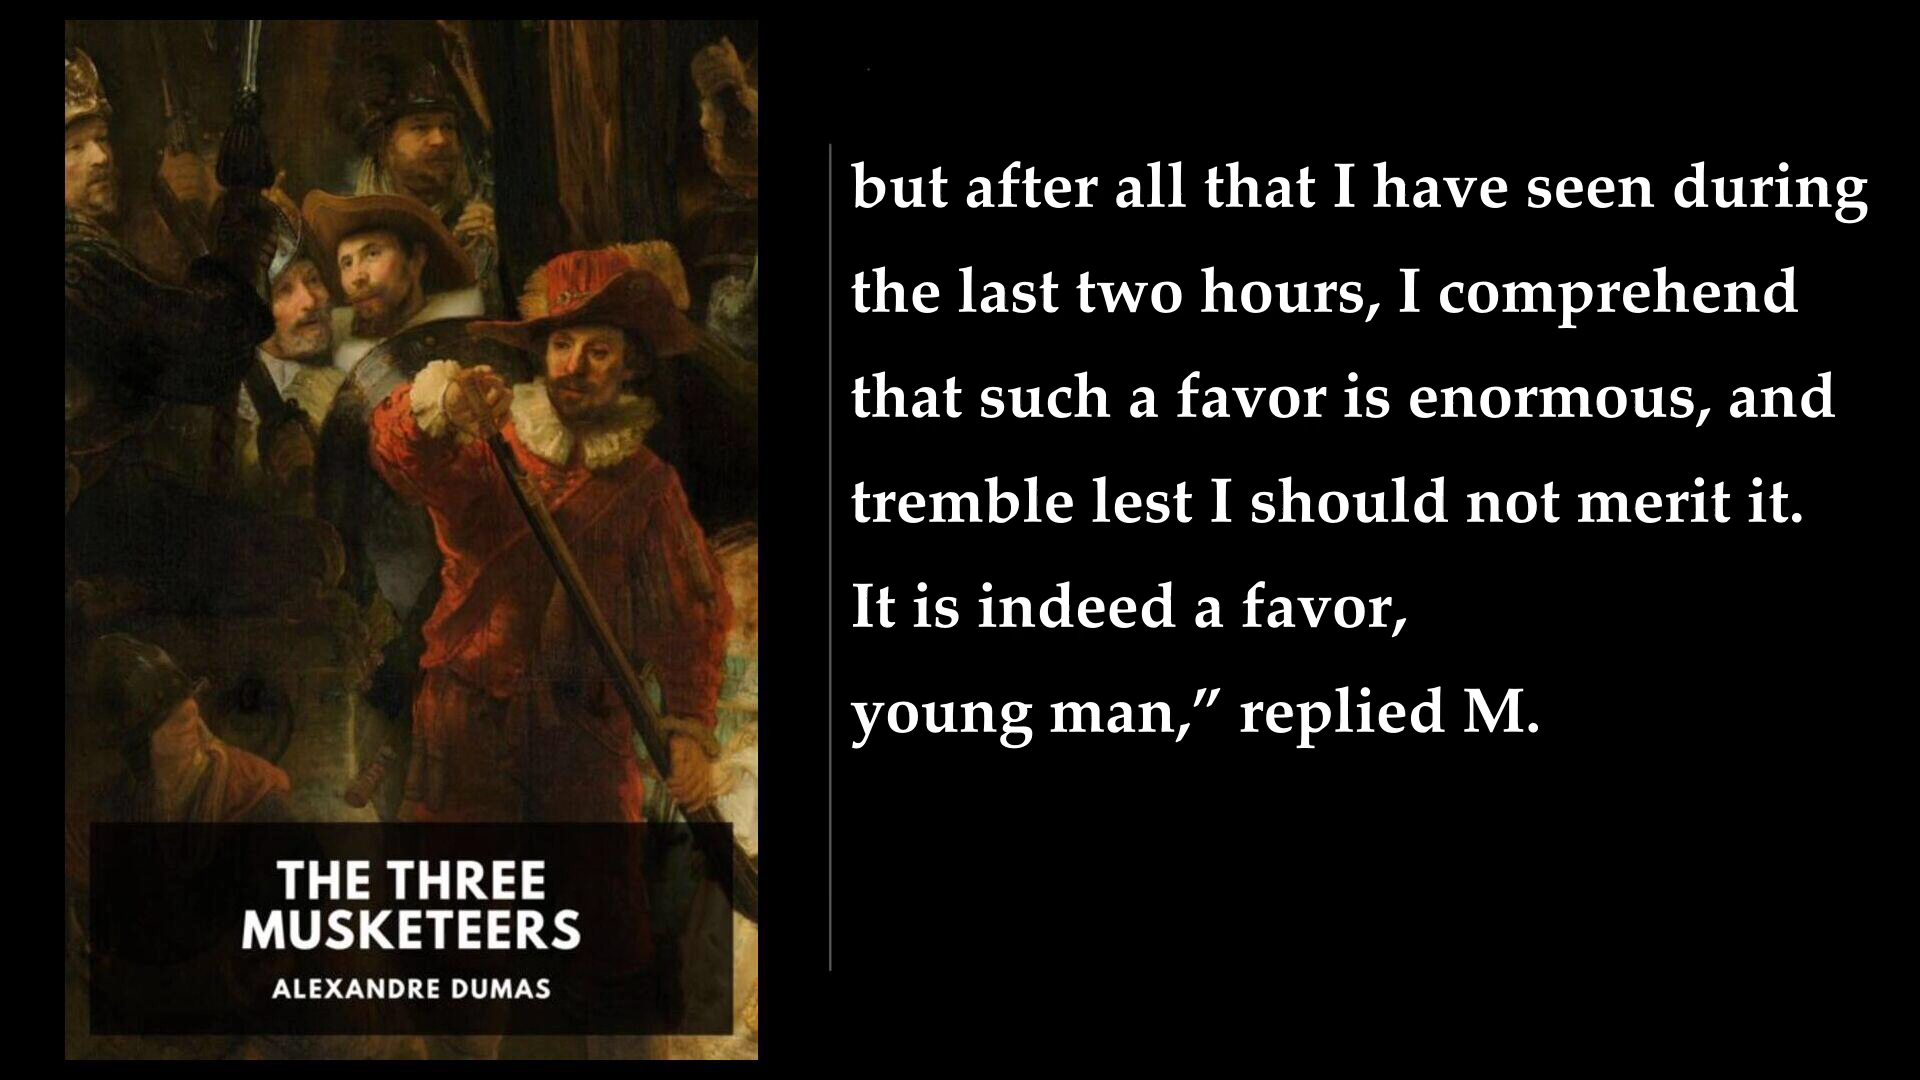 THE THREE
MUSKETEERS
ALEXANDRE DUMAS
but after all that I have seen during
the last two hours, I comprehend
that such a favor is enormous, and
tremble lest I should not merit it.
It is indeed a favor,
young man,” replied M.